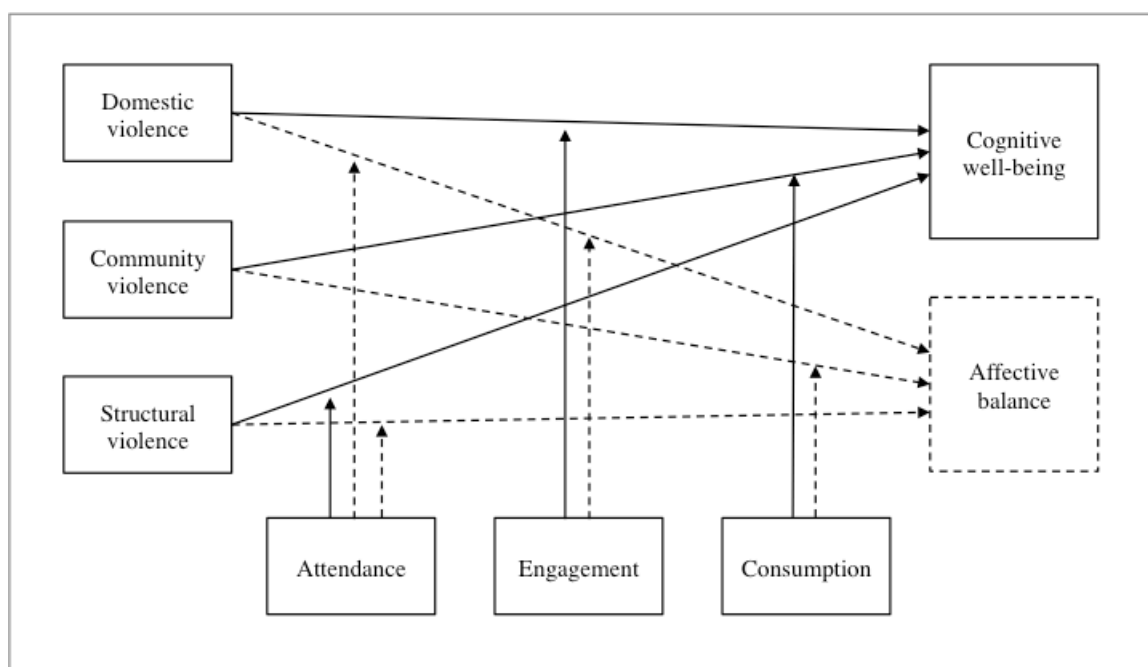 Domestic
violence
Cognitive
well-being
Community
violence
Structural
violence
Affective
balance
Attendance
Engagement
Consumption